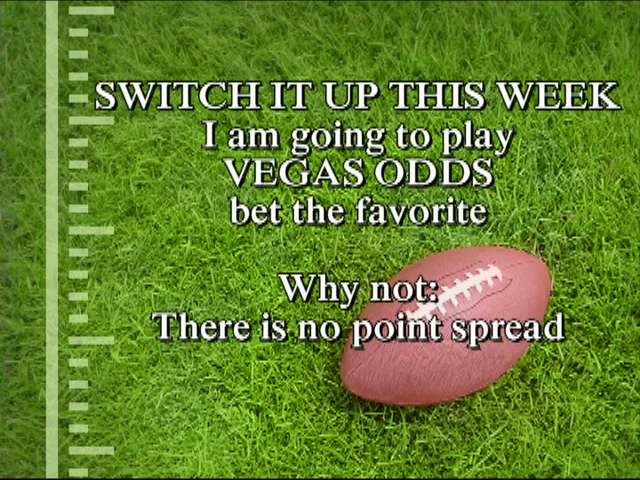 SWITCH IT UP THIS WEEK
I am going to play
VEGAS ODDS
bet the favorite
Why not:
There is no point spread